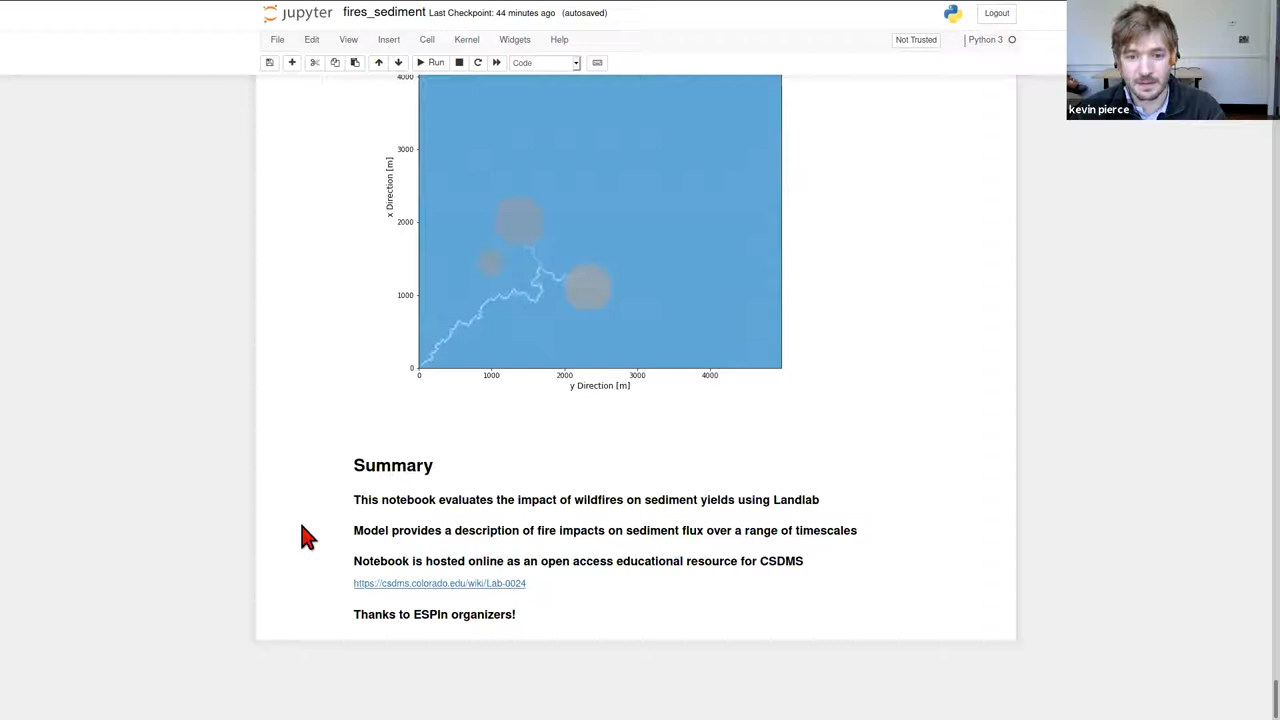 jupyter fires_sediment Last Checkpoint: 44 minutes ago (autosaved) Logout
File Edit View Insert Cell Kernel Widgets Help Not Trusted Python 3
Run Code
kevin pierce
4000
3000
2000
1000
0
x Direction [m]
0 1000 2000 3000 4000
y Direction [m]
Summary
This notebook evaluates the impact of wildfires on sediment yields using Landlab
Model provides a description of fire impacts on sediment flux over a range of timescales
Notebook is hosted online as an open access educational resource for CSDMS
https://csdms.colorado.edu/wiki/Lab-0024
Thanks to ESPIn organizers!